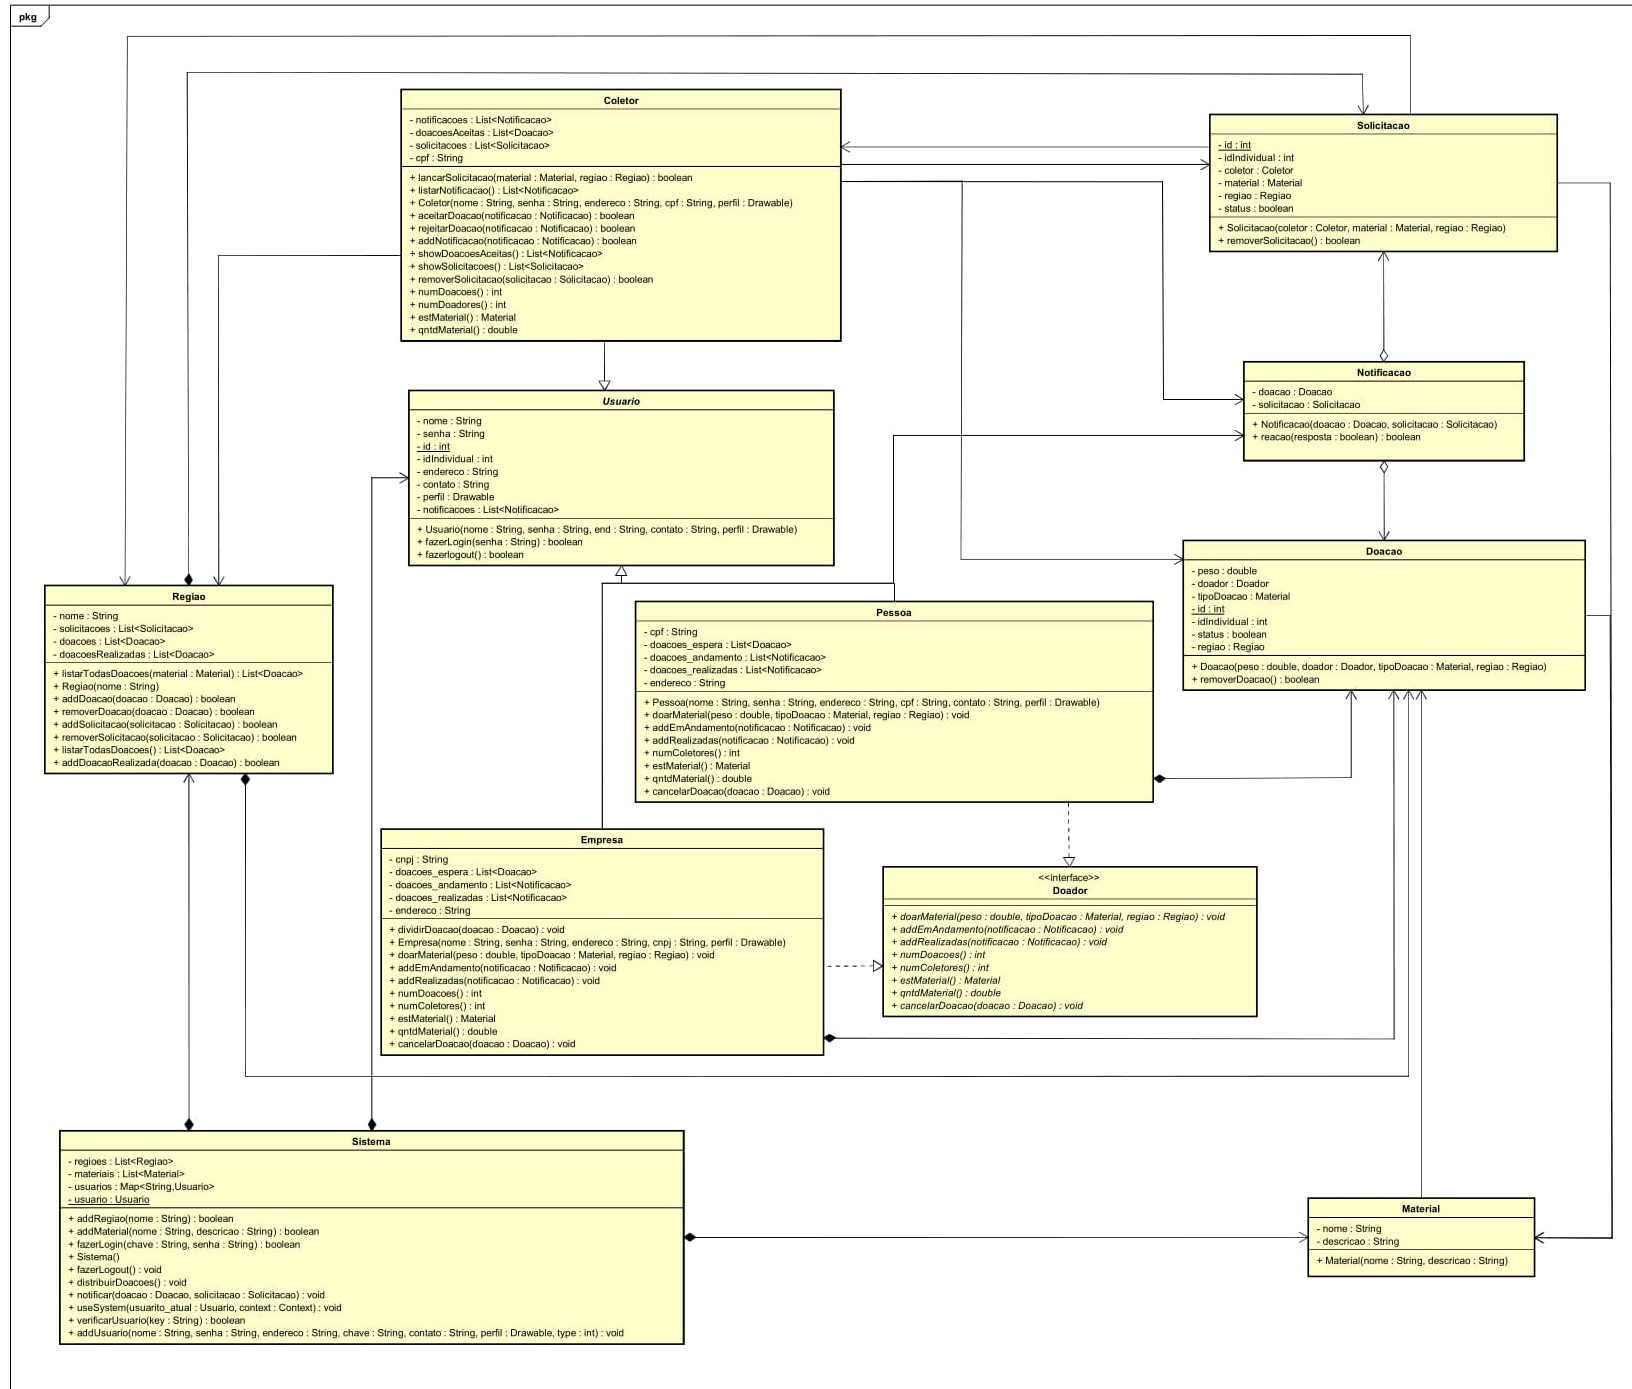 pkg
Coletor
- notificacoes : List<Notificacao>
- doacoesAceitas : List<Doacao>
- solicitacoes : List<Solicitacao>
- cpf : String
+ lancarSolicitacao(material : Material, regiao : Regiao) : boolean
+ listarNotificacao() : List<Notificacao>
+ Coletor(nome : String, senha : String, endereco : String, cpf : String, perfil : Drawable)
+ aceitarDoacao(notificacao : Notificacao) : boolean
+ rejeitarDoacao(notificacao : Notificacao) : boolean
+ addNotificacao(notificacao : Notificacao) : boolean
+ showDoacoesAceitas() : List<Notificacao>
+ showSolicitacoes() : List<Solicitacao>
+ removerSolicitacao(solicitacao : Solicitacao) : boolean
+ numDoacoes() : int
+ numDoadores() : int
+ estMaterial() : Material
+ qntdMaterial() : double
Solicitacao
- id : int
- idIndividual : int
- coletor : Coletor
- material : Material
- regiao : Regiao
- status : boolean
+ Solicitacao(coletor : Coletor, material : Material, regiao : Regiao)
+ removerSolicitacao() : boolean
Notificacao
- doacao : Doacao
- solicitacao : Solicitacao
+ Notificacao(doacao : Doacao, solicitacao : Solicitacao)
+ reacao(resposta : boolean) : boolean
Usuario
- nome : String
- senha : String
- id : int
- idIndividual : int
- endereco : String
- contato : String
- perfil : Drawable
- notificacoes : List<Notificacao>
+ Usuario(nome : String, senha : String, end : String, contato : String, perfil : Drawable)
+ fazerLogin(senha : String) : boolean
+ fazerlogout() : boolean
Doacao
- peso : double
- doador : Doador
- tipoDoacao : Material
- id : int
- idIndividual : int
- status : boolean
- regiao : Regiao
+ Doacao(peso : double, doador : Doador, tipoDoacao : Material, regiao : Regiao)
+ removerDoacao() : boolean
Regiao
- nome : String
- solicitacoes : List<Solicitacao>
- doacoes : List<Doacao>
- doacoesRealizadas : List<Doacao>
+ listarTodasDoacoes(material : Material) : List<Doacao>
+ Regiao(nome : String)
+ addDoacao(doacao : Doacao) : boolean
+ removerDoacao(doacao : Doacao) : boolean
+ addSolicitacao(solicitacao : Solicitacao) : boolean
+ removerSolicitacao(solicitacao : Solicitacao) : boolean
+ listarTodasDoacoes() : List<Doacao>
+ addDoacaoRealizada(doacao : Doacao) : boolean
Pessoa
- cpf : String
- doacoes_espera : List<Doacao>
- doacoes_andamento : List<Notificacao>
- doacoes_realizadas : List<Notificacao>
- endereco : String
+ Pessoa(nome : String, senha : String, endereco : String, cpf : String, contato : String, perfil : Drawable)
+ doarMaterial(peso : double, tipoDoacao : Material, regiao : Regiao) : void
+ addEmAndamento(notificacao : Notificacao) : void
+ addRealizadas(notificacao : Notificacao) : void
+ numColetores() : int
+ estMaterial() : Material
+ qntdMaterial() : double
+ cancelarDoacao(doacao : Doacao) : void
Empresa
- cnpj : String
- doacoes_espera : List<Doacao>
- doacoes_andamento : List<Notificacao>
- doacoes_realizadas : List<Notificacao>
- endereco : String
+ dividirDoacao(doacao : Doacao) : void
+ Empresa(nome : String, senha : String, endereco : String, cnpj : String, perfil : Drawable)
+ doarMaterial(peso : double, tipoDoacao : Material, regiao : Regiao) : void
+ addEmAndamento(notificacao : Notificacao) : void
+ addRealizadas(notificacao : Notificacao) : void
+ numDoacoes() : int
+ numColetores() : int
+ estMaterial() : Material
+ qntdMaterial() : double
+ cancelarDoacao(doacao : Doacao) : void
<<interface>>
Doador
+ doarMaterial(peso : double, tipoDoacao : Material, regiao : Regiao) : void
+ addEmAndamento(notificacao : Notificacao) : void
+ addRealizadas(notificacao : Notificacao) : void
+ numDoacoes() : int
+ numColetores() : int
+ estMaterial() : Material
+ qntdMaterial() : double
+ cancelarDoacao(doacao : Doacao) : void
Sistema
- regioes : List<Regiao>
- materiais : List<Material>
- usuarios : Map<String,Usuario>
- usuario : Usuario
+ addRegiao(nome : String) : boolean
+ addMaterial(nome : String, descricao : String) : boolean
+ fazerLogin(chave : String, senha : String) : boolean
+ Sistema()
+ fazerLogout() : void
+ distribuirDoacoes() : void
+ notificar(doacao : Doacao, solicitacao : Solicitacao) : void
+ useSystem(usuarito_atual : Usuario, context : Context) : void
+ verificarUsuario(key : String) : boolean
+ addUsuario(nome : String, senha : String, endereco : String, chave : String, contato : String, perfil : Drawable, type : int) : void
Material
- nome : String
- descricao : String
+ Material(nome : String, descricao : String)